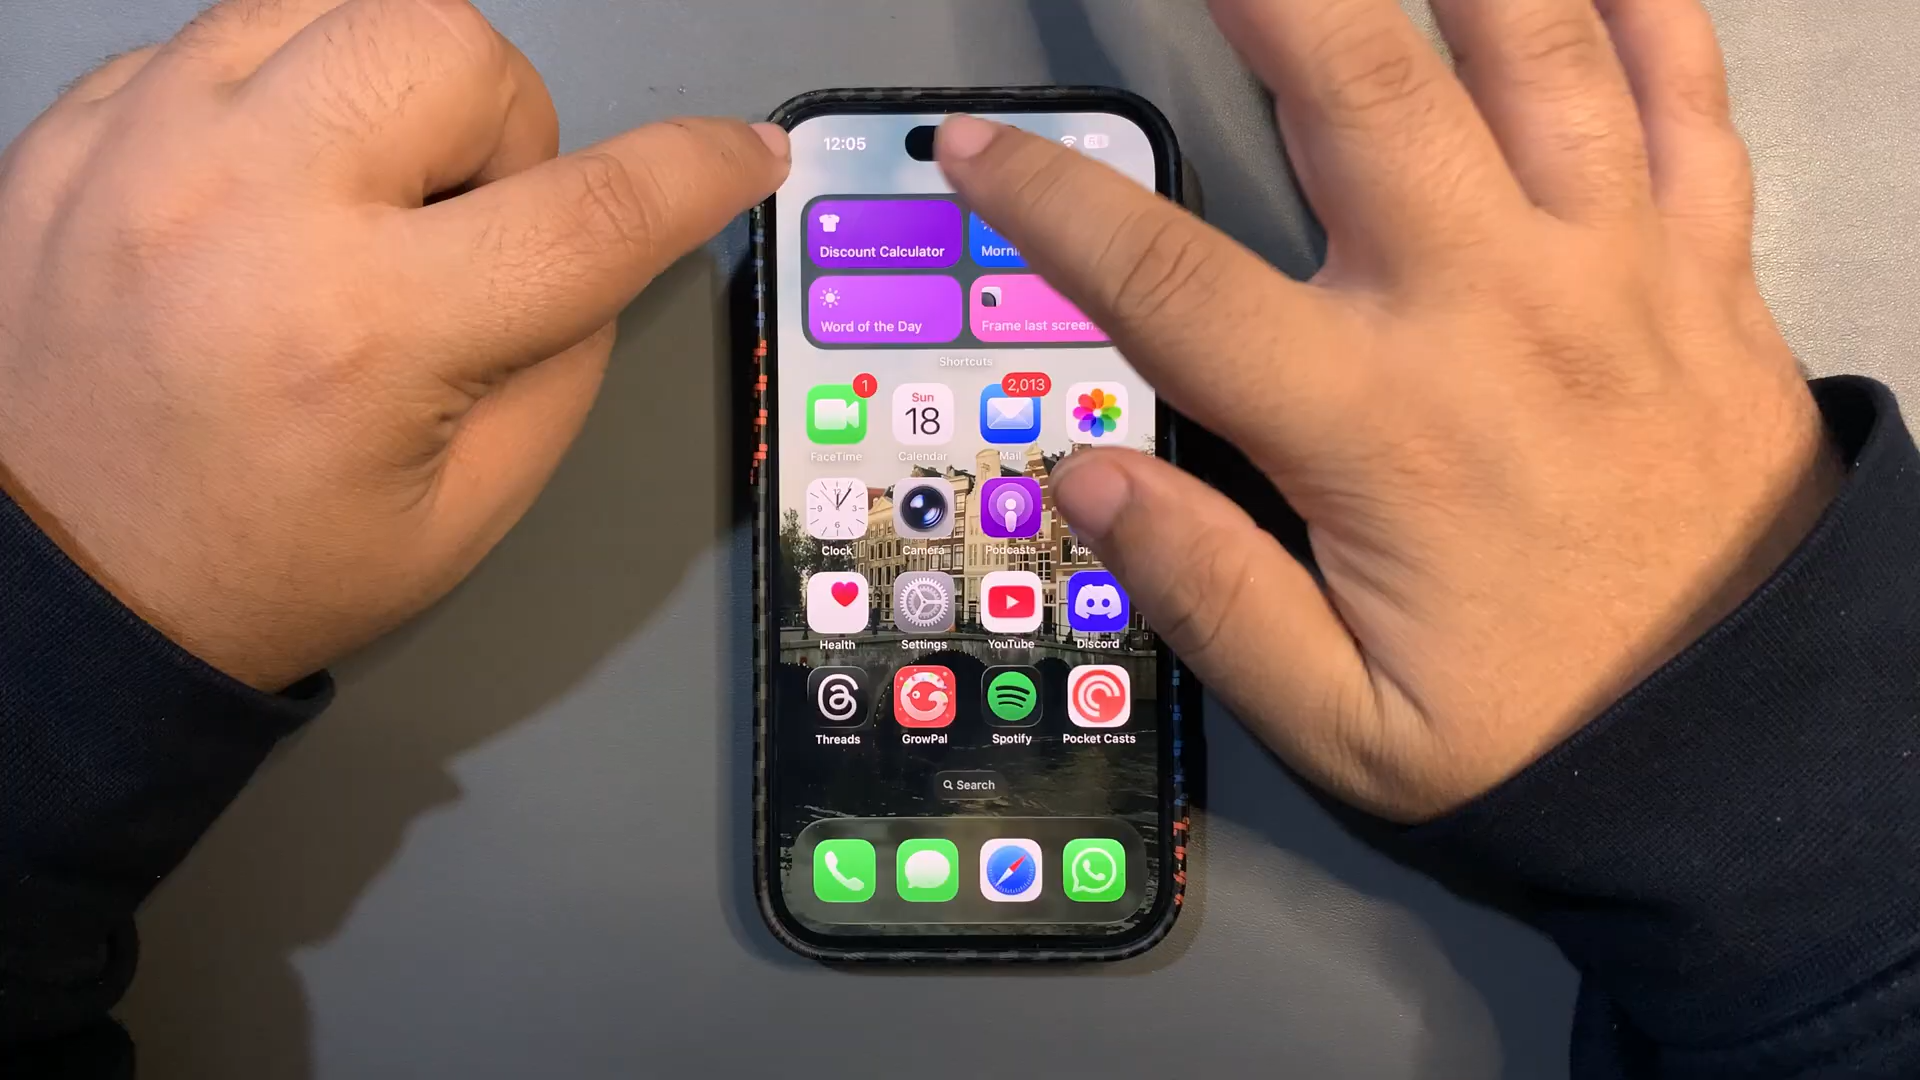 12:05
Discount Calculator
Word of the Day
Frame last screen
Shortcuts
1
Sun
18
2,013
FaceTime
Calendar
Mail
Clock
Camera
Podcasts
Health
Settings
YouTube
Discord
Threads
GrowPal
Spotify
Pocket Casts
Search